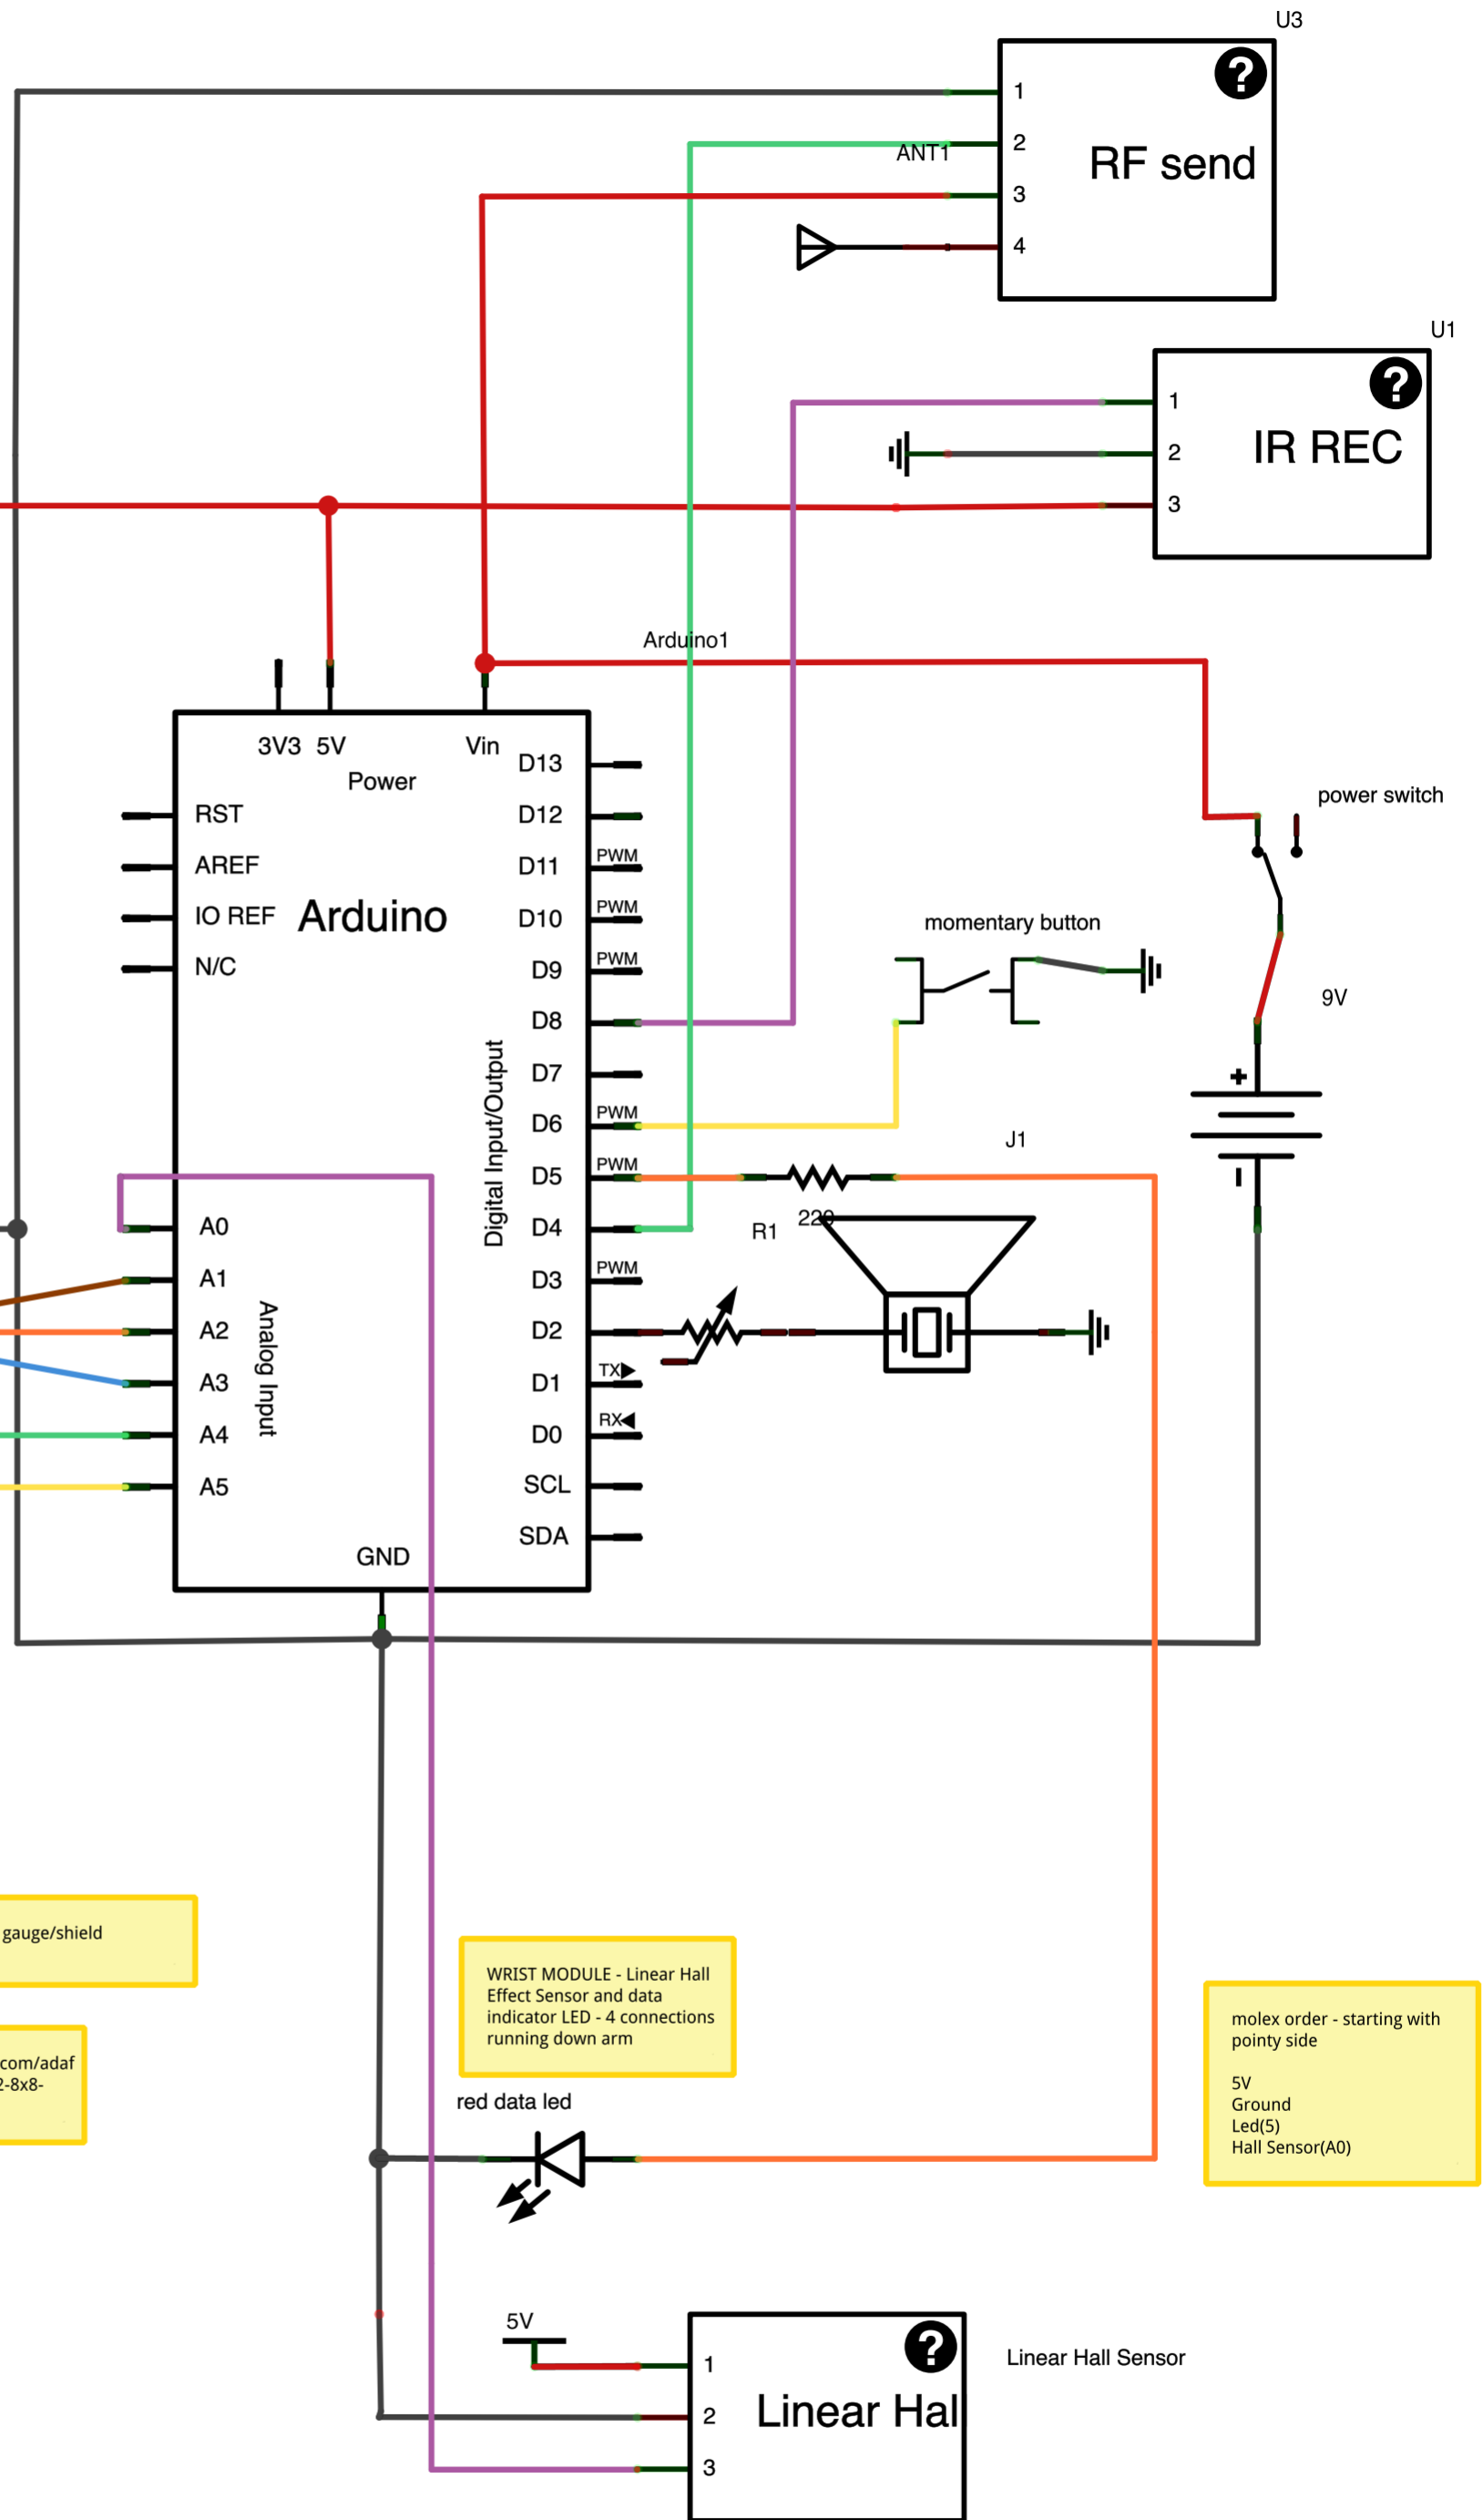 U3
1
2
3
4
ANT1
RF send
U1
1
2
3
IR REC
Arduino1
3V3
5V
Vin
Power
RST
AREF
IO REF
N/C
Arduino
D13
D12
D11
D10
D9
D8
D7
D6
D5
D4
D3
D2
D1
D0
SCL
SDA
PWM
PWM
PWM
PWM
PWM
PWM
TX
RX
Digital Input/Output
A0
A1
A2
A3
A4
A5
Analog Input
GND
power switch
momentary button
9V
+
-
J1
220
R1
gauge/shield
com/adaf
2-8x8-
WRIST MODULE - Linear Hall
Effect Sensor and data
indicator LED - 4 connections
running down arm
molex order - starting with
pointy side
5V
Ground
Led(5)
Hall Sensor(A0)
red data led
5V
1
2
3
Linear Hal
Linear Hall Sensor